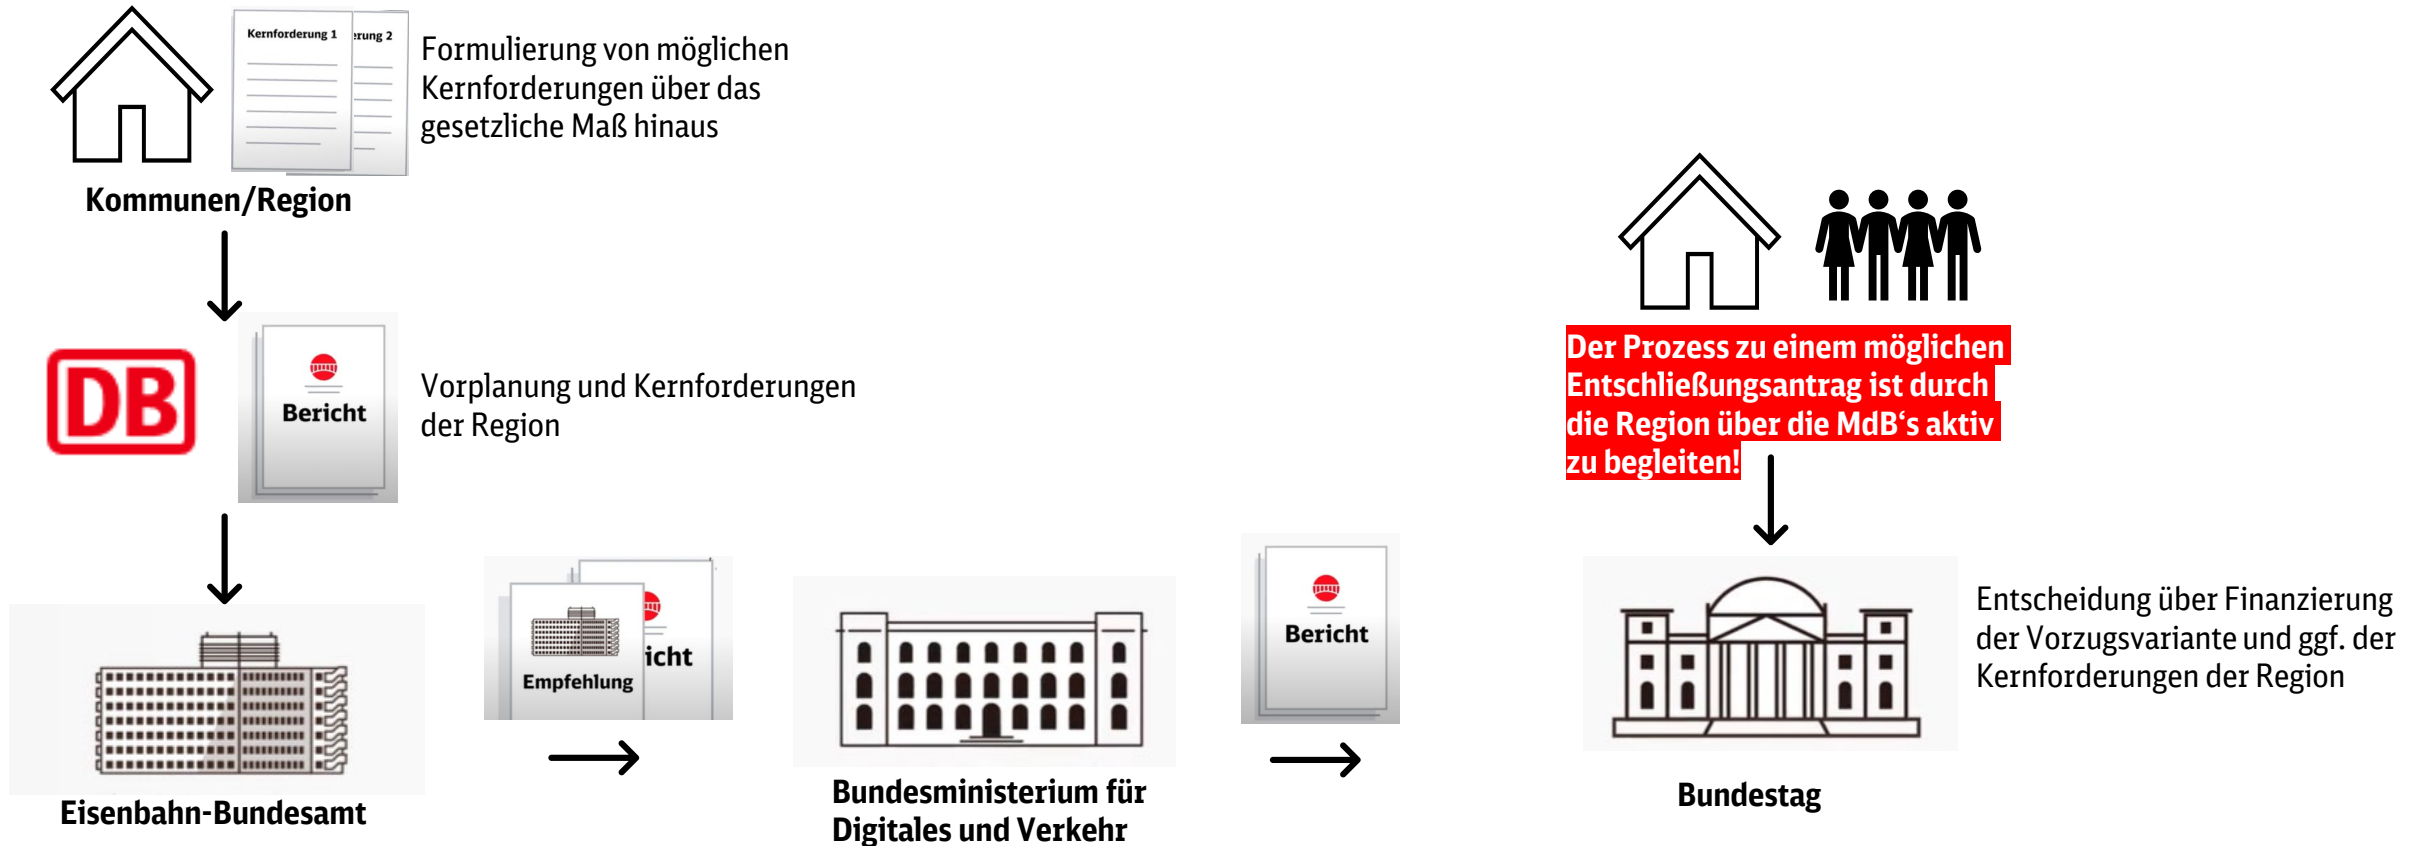 Kernforderung 1
erung 2
Formulierung von möglichen
Kernforderungen über das
gesetzliche Maß hinaus
Kommunen/Region
DB
Bericht
Vorplanung und Kernforderungen
der Region
Der Prozess zu einem möglichen
Entschließungsantrag ist durch
die Region über die MdB‘s aktiv
zu begleiten!
Eisenbahn-Bundesamt
Empfehlung
icht
Bundesministerium für
Digitales und Verkehr
Bericht
Entscheidung über Finanzierung
der Vorzugsvariante und ggf. der
Kernforderungen der Region
Bundestag